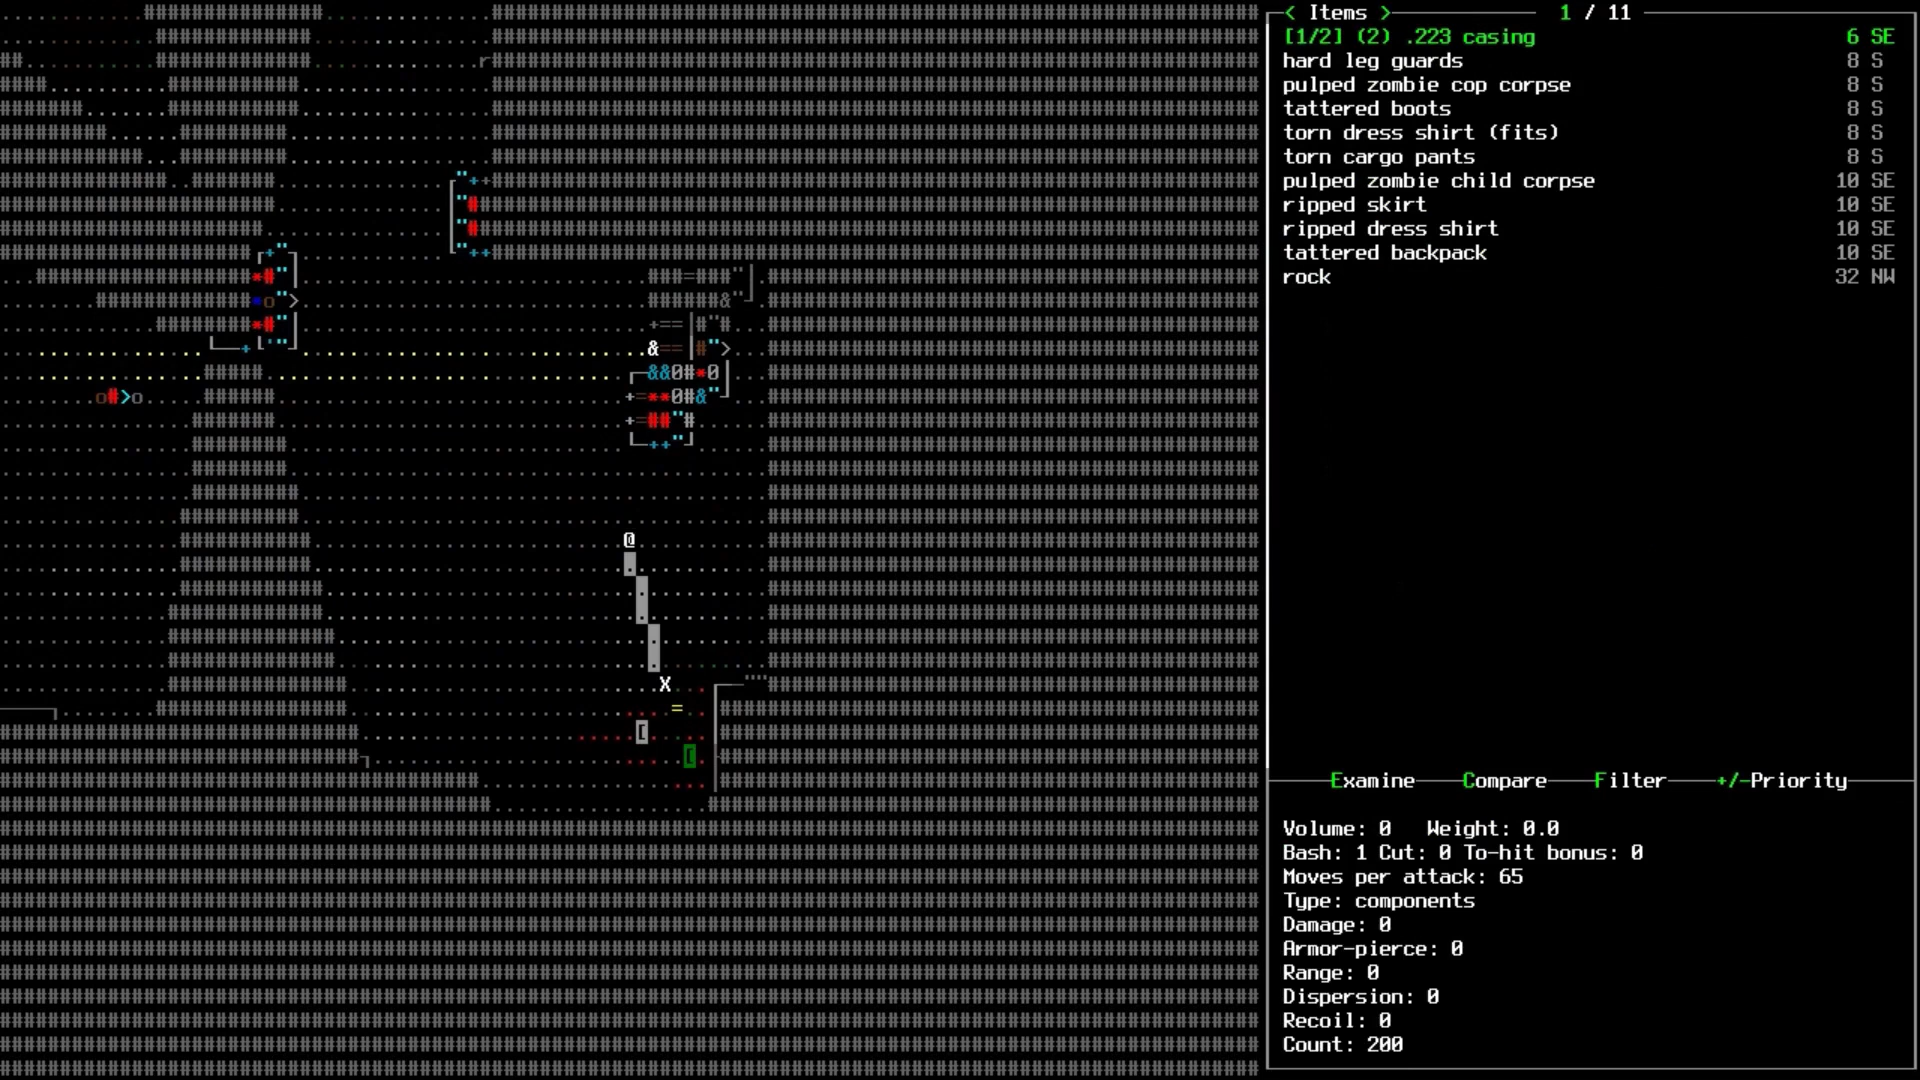 < Items > 1 / 11
[1/2] (2) .223 casing 6 SE
hard leg guards 8 S
pulped zombie cop corpse 8 S
tattered boots 8 S
torn dress shirt (fits) 8 S
torn cargo pants 8 S
pulped zombie child corpse 10 SE
ripped skirt 10 SE
ripped dress shirt 10 SE
tattered backpack 10 SE
rock 32 NW
Examine Compare Filter +/-Priority
Volume: 0 Weight: 0.0
Bash: 1 Cut: 0 To-hit bonus: 0
Moves per attack: 65
Type: components
Damage: 0
Armor-pierce: 0
Range: 0
Dispersion: 0
Recoil: 0
Count: 200